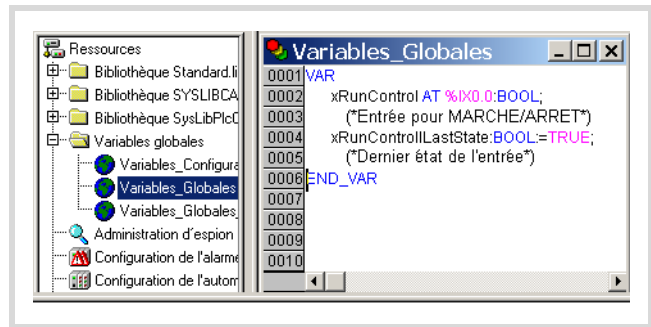 Ressources
Bibliothèque Standard.li
Bibliothèque SYSLIBCA
Bibliothèque SysLibPlcC
Variables globales
Variables_Configura
Variables_Globales
Variables_Globales_
Administration d´espion
Configuration de l'alarme
Configuration de l'autom
Variables_Globales
0001 VAR
0002 xRunControl AT %IX0.0:BOOL;
0003 (*Entrée pour MARCHE/ARRET*)
0004 xRunControllLastState:BOOL:=TRUE;
0005 (*Dernier état de l'entrée*)
0006 END_VAR
0007
0008
0009
0010